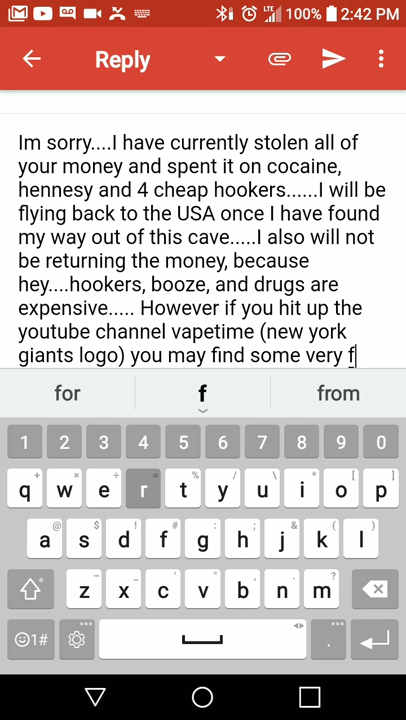 100% 2:42 PM
Reply
Im sorry....I have currently stolen all of
your money and spent it on cocaine,
hennesy and 4 cheap hookers......I will be
flying back to the USA once I have found
my way out of this cave.....I also will not
be returning the money, because
hey....hookers, booze, and drugs are
expensive..... However if you hit up the
youtube channel vapetime (new york
giants logo) you may find some very f
for f from
1 2 3 4 5 6 7 8 9 0
q w e r t y u i o p
a s d f g h j k l
z x c v b n m
1# .